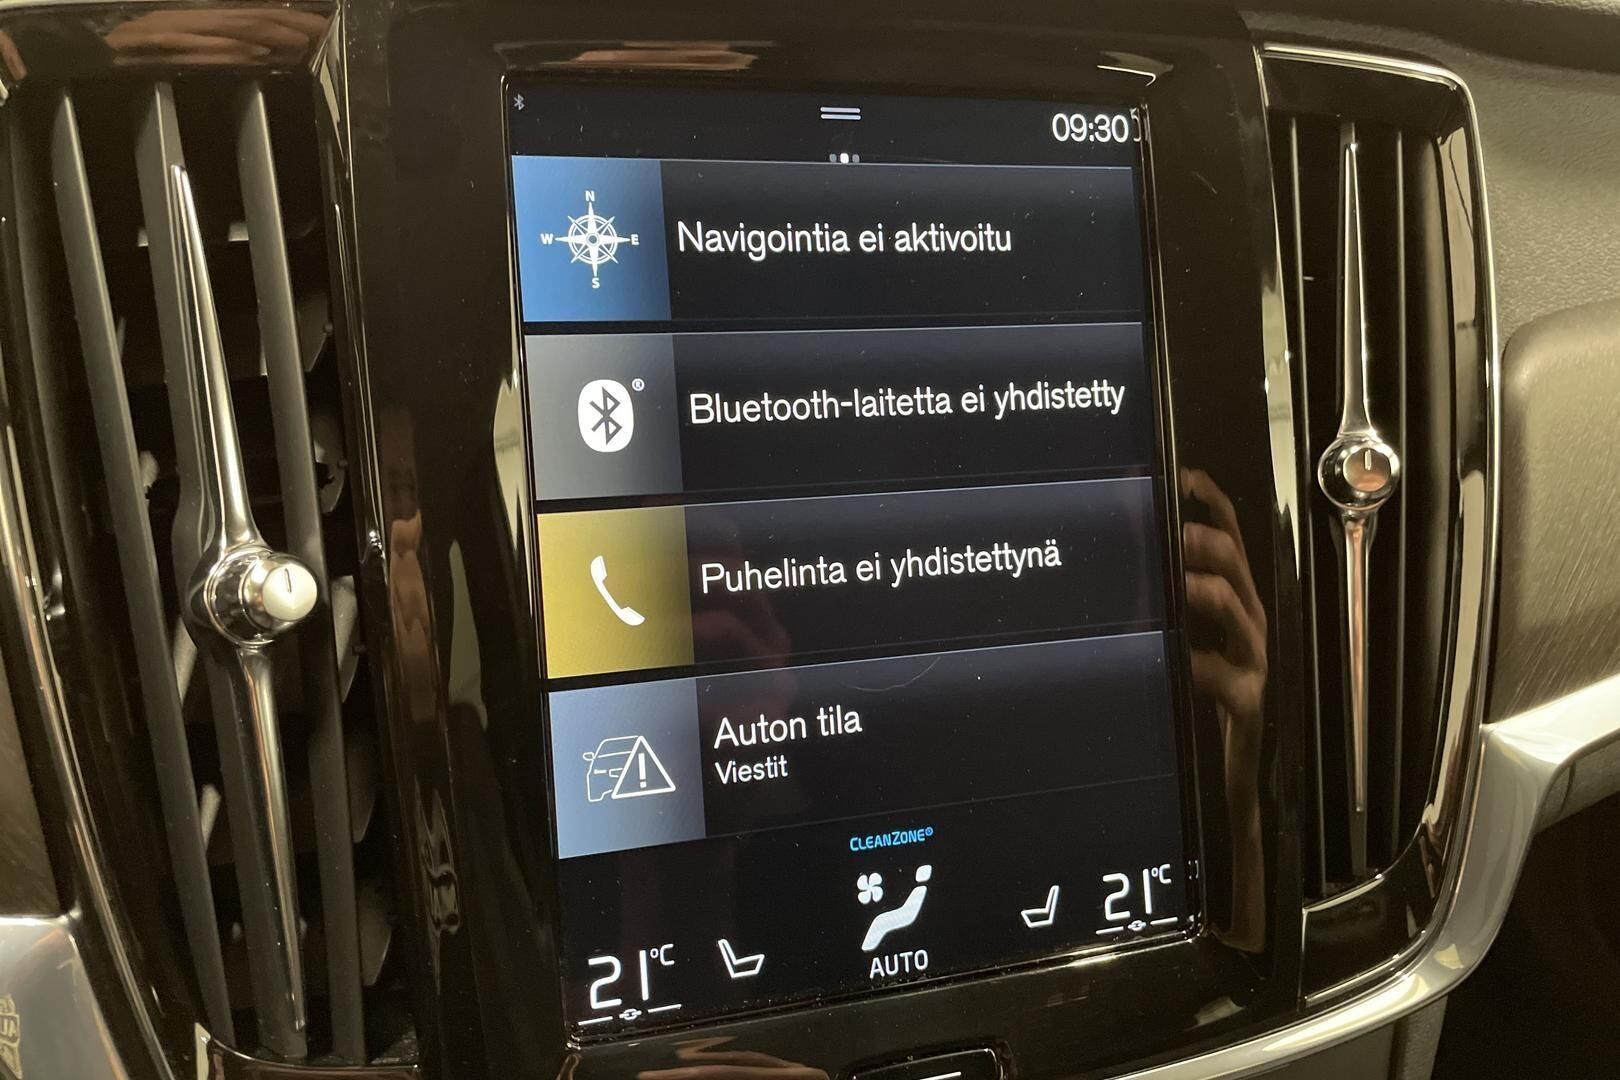 09:30
N
W E
S
Navigointia ei aktivoitu
®
Bluetooth-laitetta ei yhdistetty
Puhelinta ei yhdistettynä
Auton tila
Viestit
CLEANZONE®
21°C
21°C
AUTO